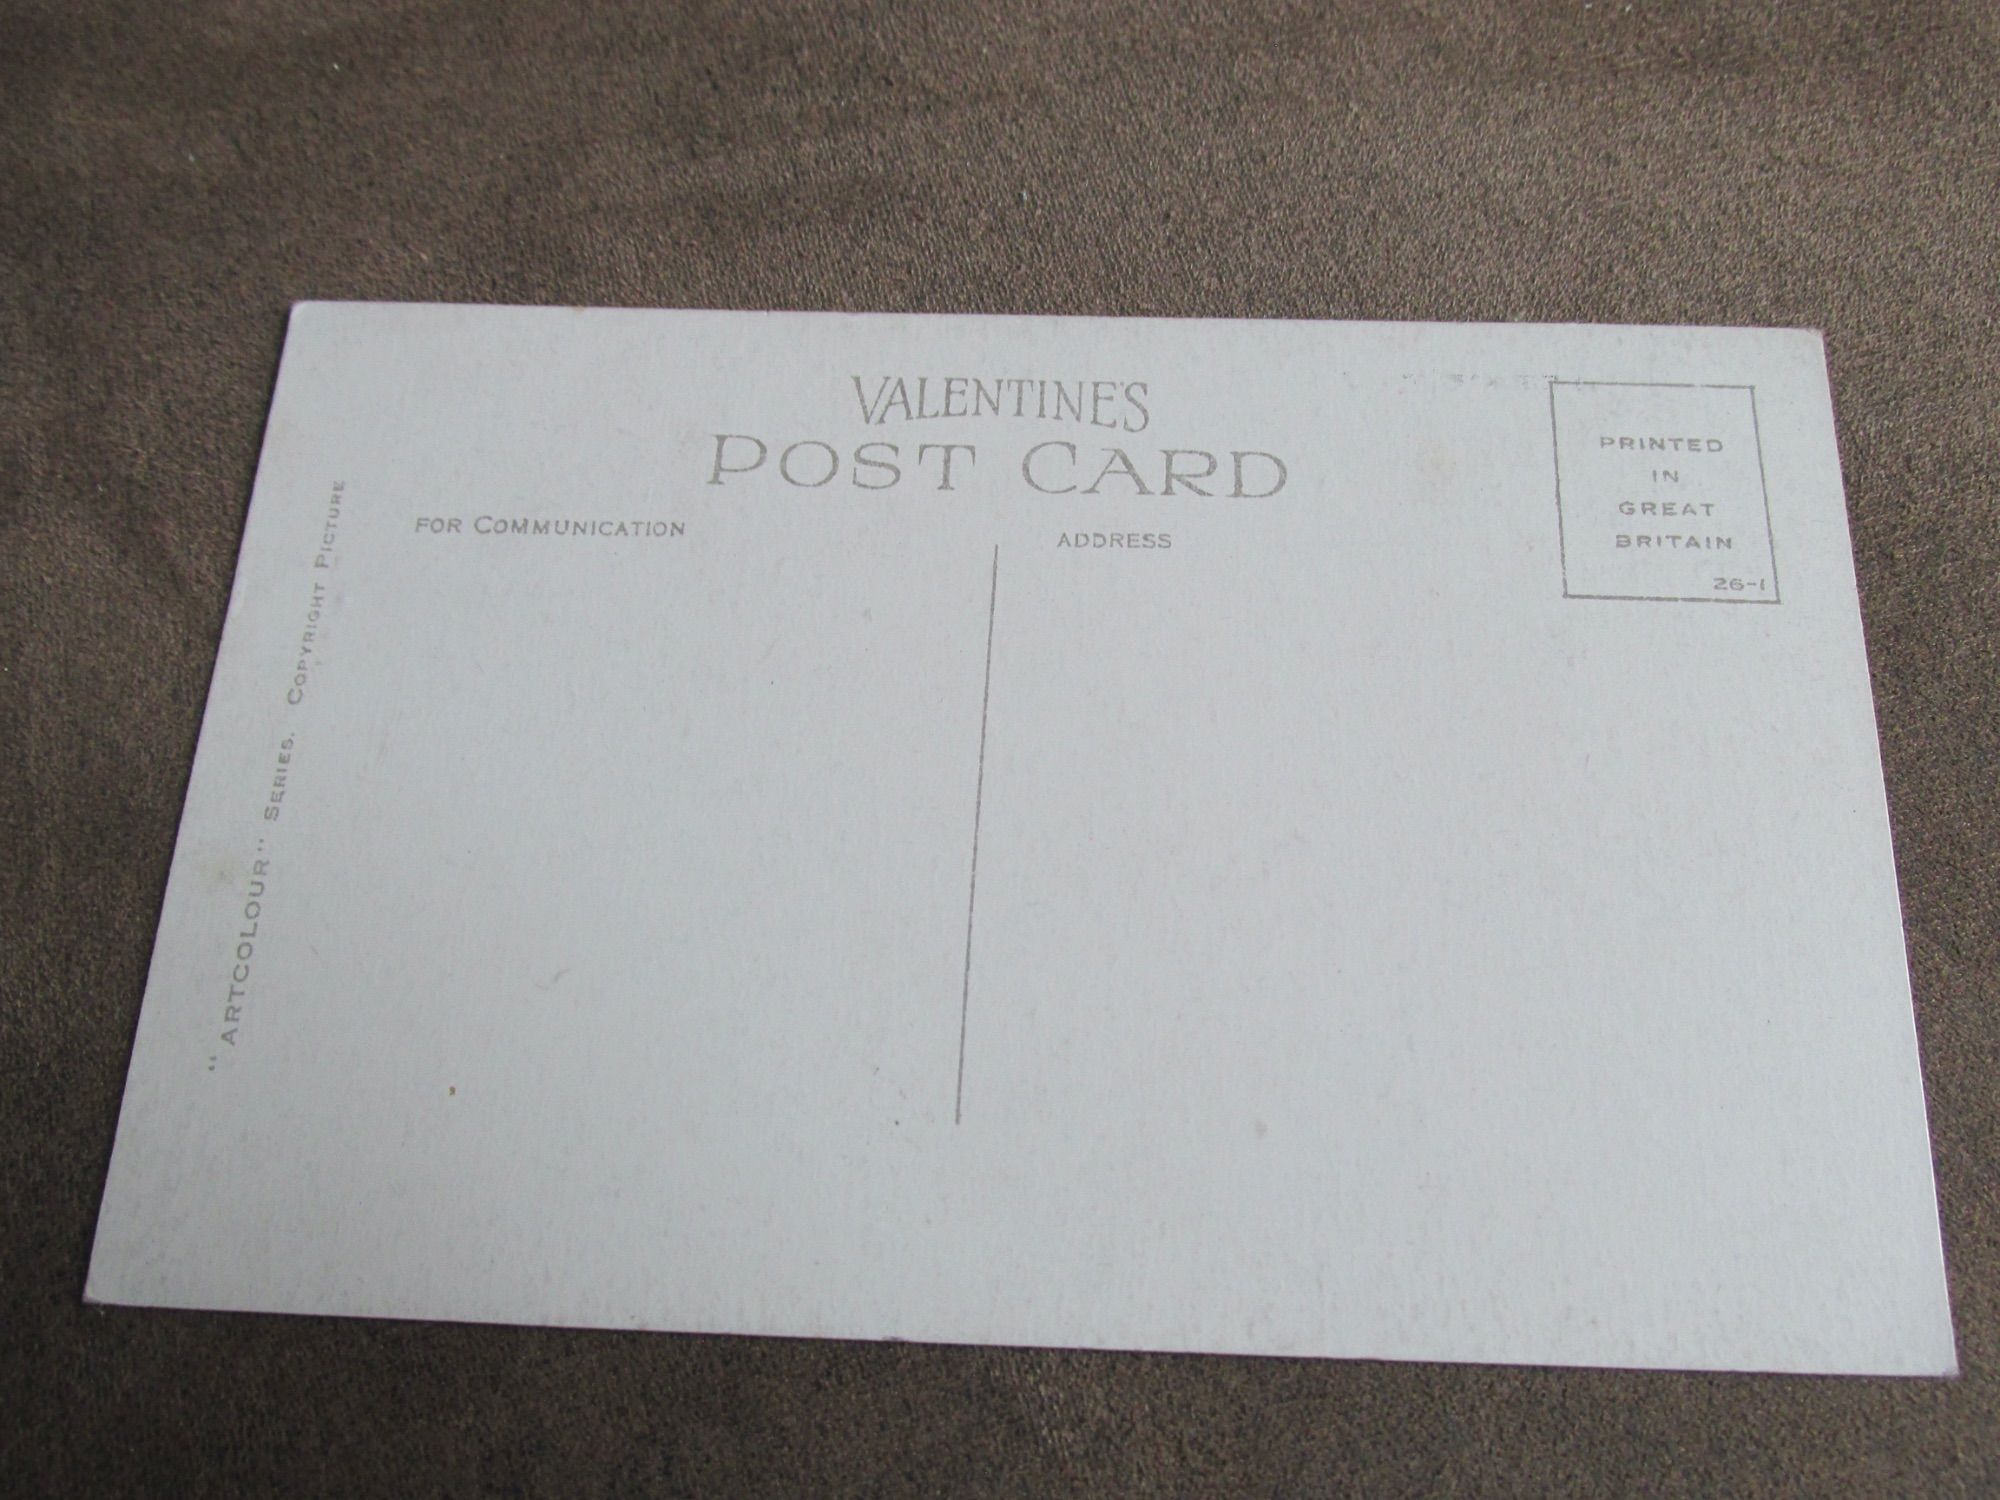 VALENTINE'S
POST CARD
FOR COMMUNICATION
ADDRESS
PRINTED
IN
GREAT
BRITAIN
26-1
"ARTCOLOUR" SERIES. COPYRIGHT PICTURE